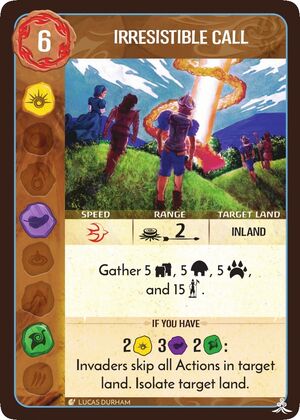 6
IRRESISTIBLE CALL
SPEED RANGE TARGET LAND
2 INLAND
Gather 5 , 5 , 5 ,
and 15 .
IF YOU HAVE
2 3 2 :
Invaders skip all Actions in target
land. Isolate target land.
LUCAS DURHAM